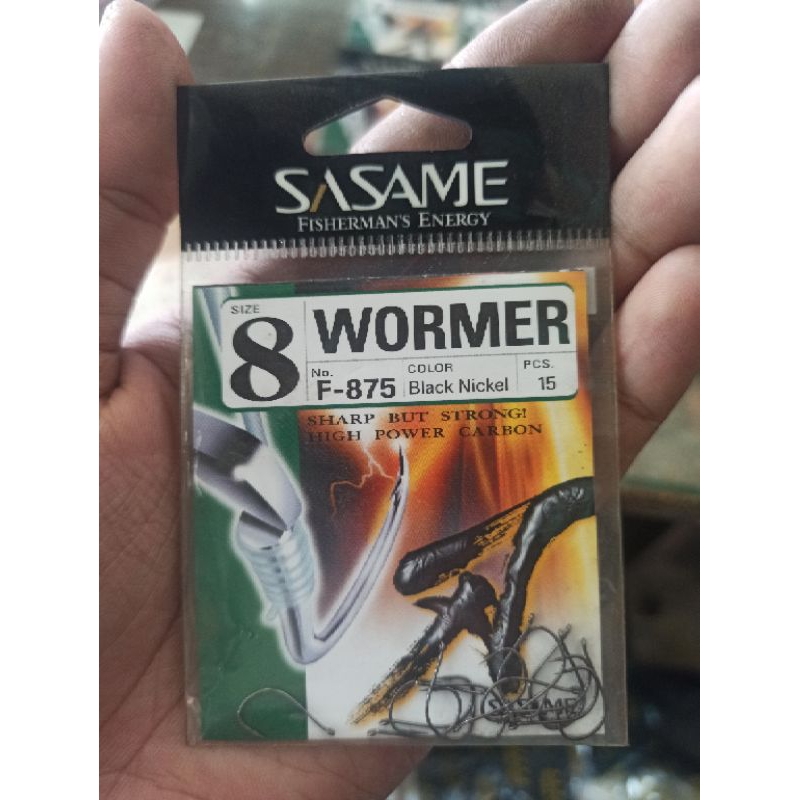 SASAME
FISHERMAN'S ENERGY
SIZE
8
WORMER
No.
F-875
COLOR
Black Nickel
PCS.
15
SHARP BUT STRONG!
HIGH POWER CARBON
SASAME